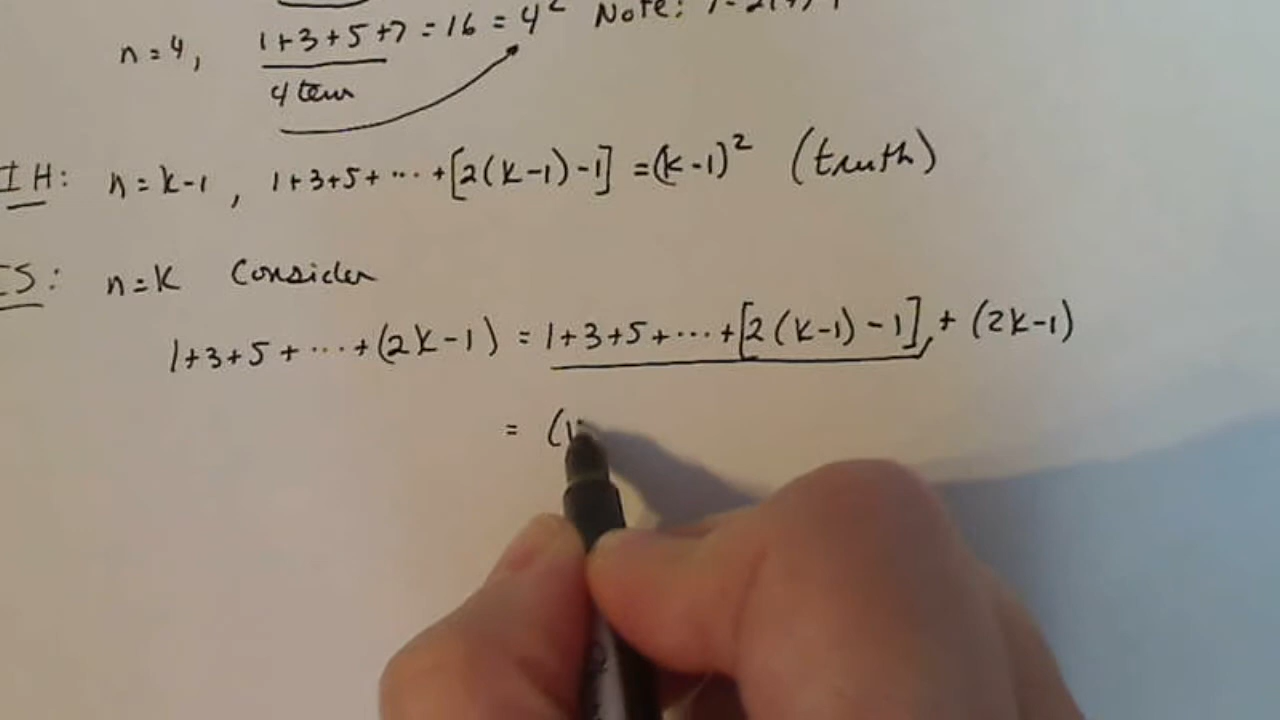 n=4, 1+3+5+7=16=4² Note:
4 term
IH: n=k-1, 1+3+5+⋯+[2(k-1)-1]=(k-1)² (truth)
IS: n=k Consider
1+3+5+⋯+(2k-1) = 1+3+5+⋯+[2(k-1)-1]+(2k-1)
= (